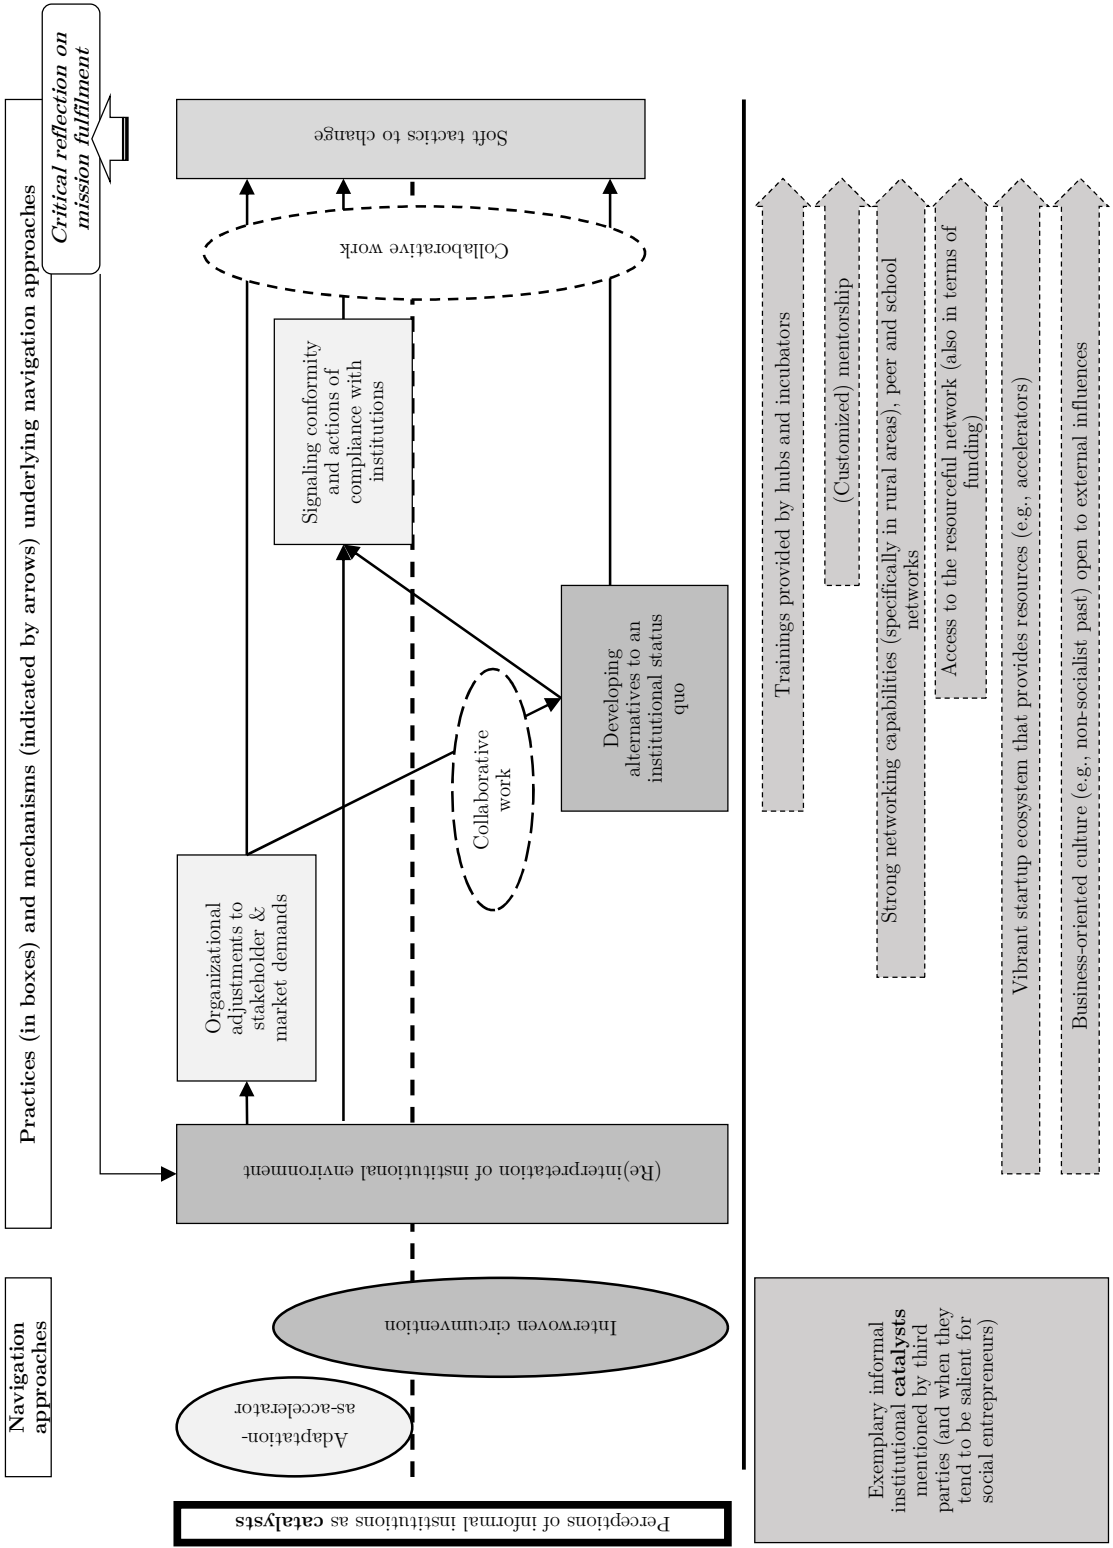 Navigation
approaches
Practices (in boxes) and mechanisms (indicated by arrows) underlying navigation approaches
Critical reflection on
mission fulfilment
Perceptions of informal institutions as catalysts
Adaptation-
as-accelerator
Interwoven circumvention
(Re)interpretation of institutional environment
Organizational
adjustments to
stakeholder &
market demands
Signaling conformity
and actions of
compliance with
institutions
Collaborative
work
Developing
alternatives to an
institutional status
quo
Collaborative work
Soft tactics to change
Exemplary informal
institutional catalysts
mentioned by third
parties (and when they
tend to be salient for
social entrepreneurs)
Trainings provided by hubs and incubators
(Customized) mentorship
Strong networking capabilities (specifically in rural areas), peer and school
networks
Access to the resourceful network (also in terms of
funding)
Vibrant startup ecosystem that provides resources (e.g., accelerators)
Business-oriented culture (e.g., non-socialist past) open to external influences